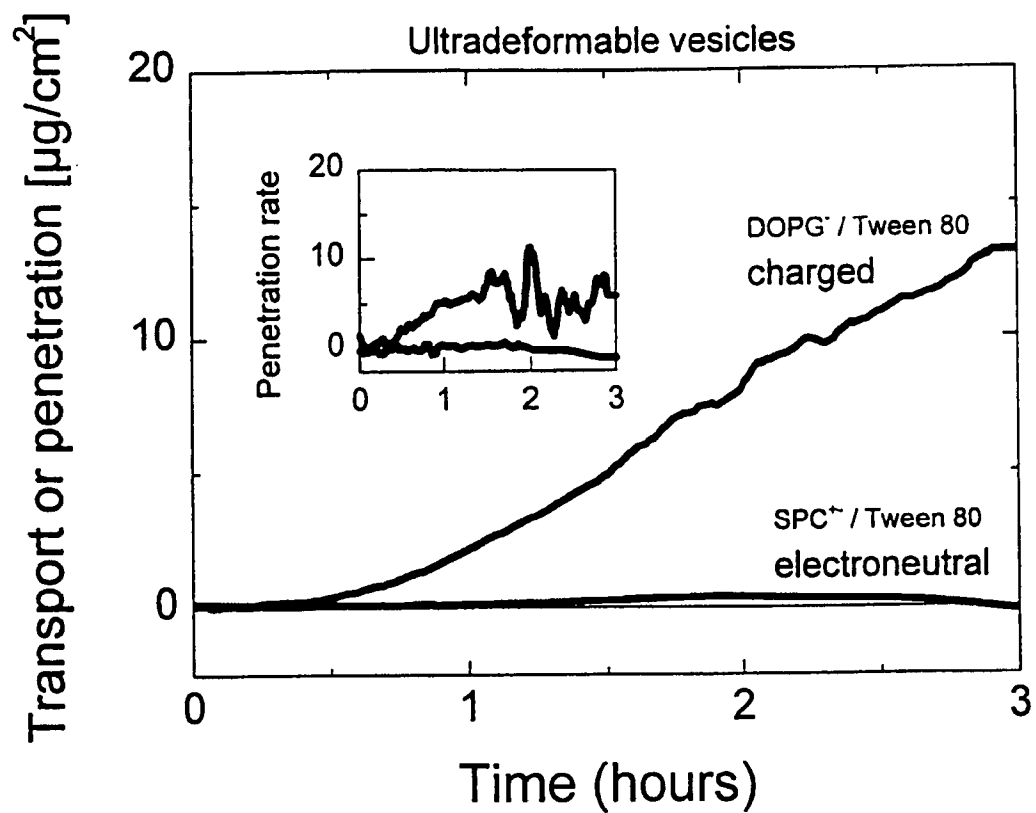 Ultradeformable vesicles
Transport or penetration [µg/cm²]
20
10
0
Penetration rate
20
10
0
0 1 2 3
DOPG⁻ / Tween 80
charged
SPC⁺⁻ / Tween 80
electroneutral
0 1 2 3
Time (hours)